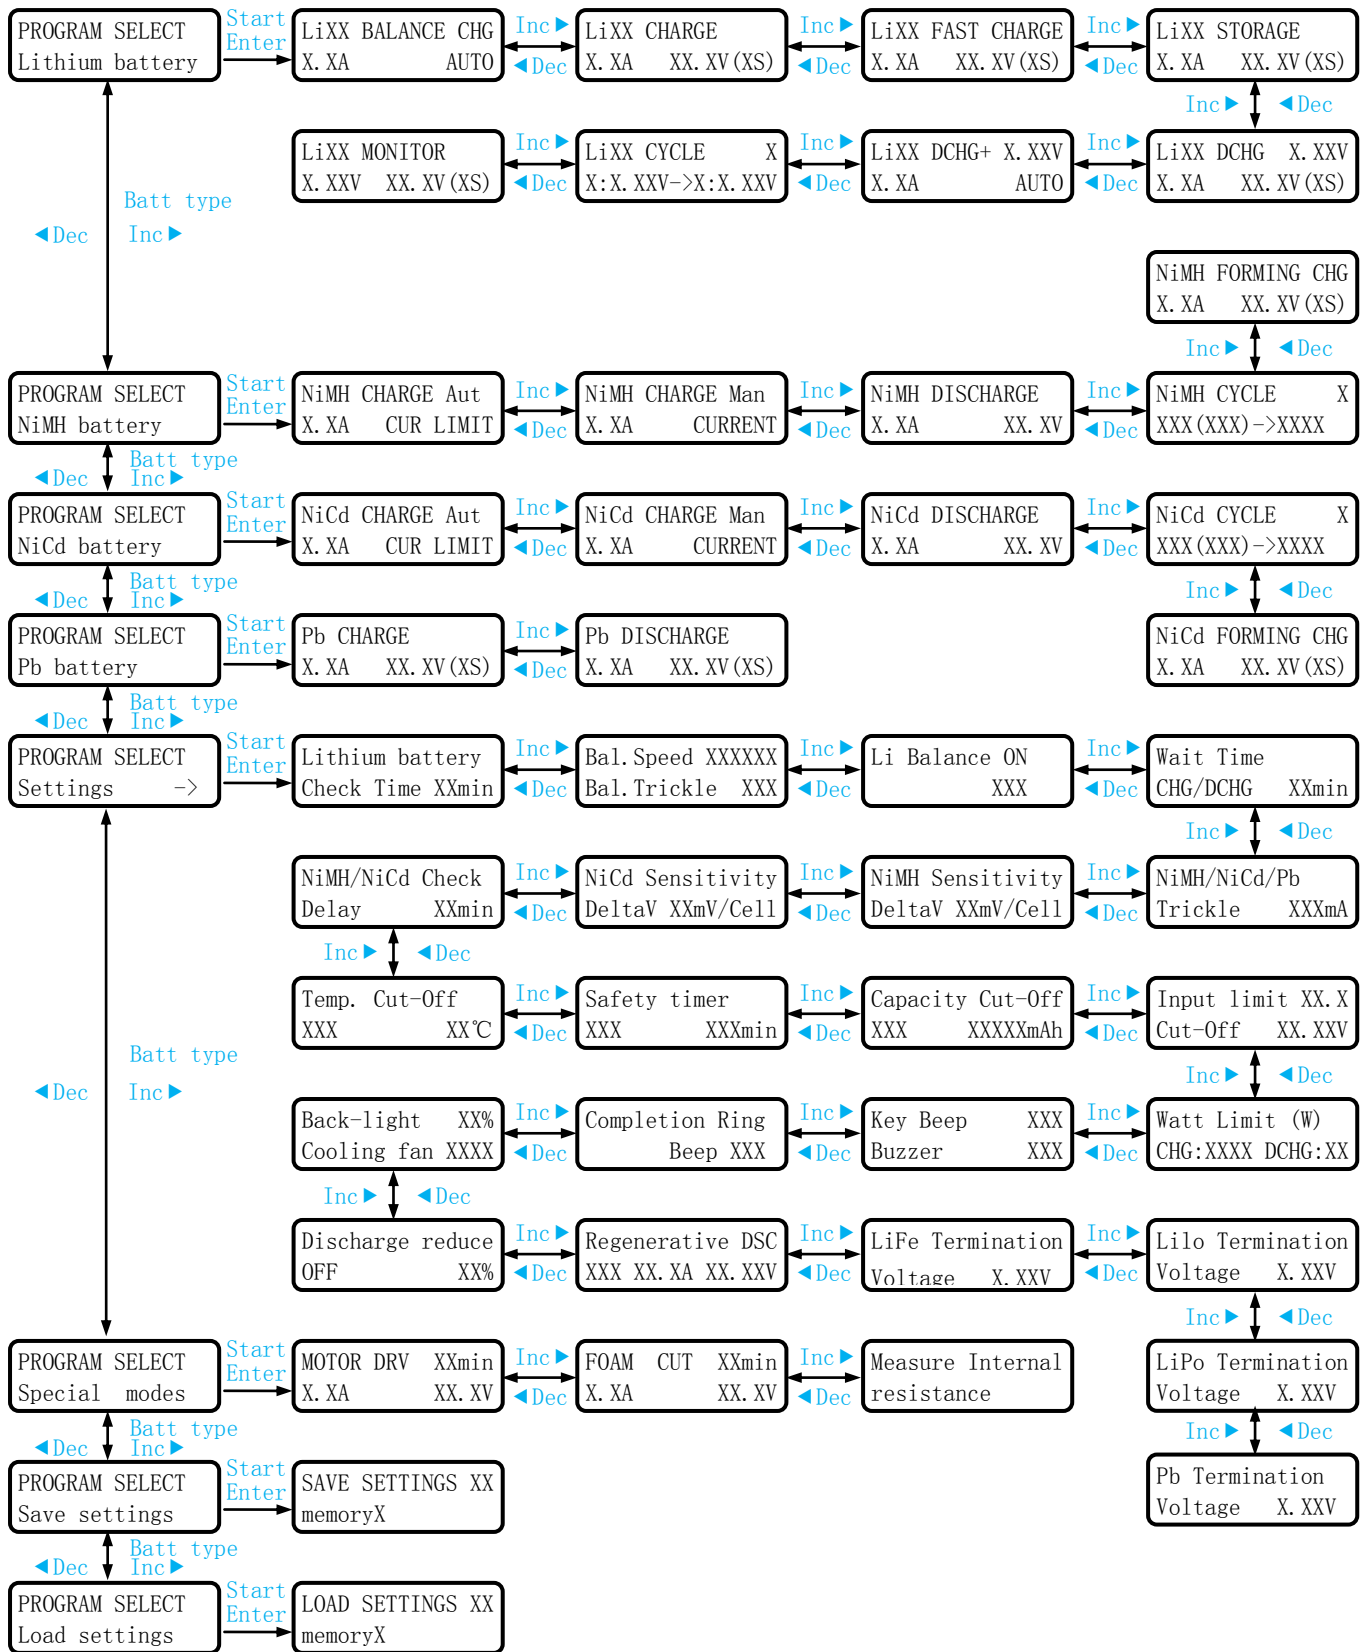 PROGRAM SELECT
Lithium battery
Start
Enter
LiXX BALANCE CHG
X.XA AUTO
Inc▶
◀Dec
LiXX CHARGE
X.XA XX.XV(XS)
Inc▶
◀Dec
LiXX FAST CHARGE
X.XA XX.XV(XS)
Inc▶
◀Dec
LiXX STORAGE
X.XA XX.XV(XS)
Inc▶ ◀Dec
LiXX MONITOR
X.XXV XX.XV(XS)
Inc▶
◀Dec
LiXX CYCLE X
X:X.XXV->X:X.XXV
Inc▶
◀Dec
LiXX DCHG+ X.XXV
X.XA AUTO
Inc▶
◀Dec
LiXX DCHG X.XXV
X.XA XX.XV(XS)
Batt type
◀Dec Inc▶
NiMH FORMING CHG
X.XA XX.XV(XS)
Inc▶ ◀Dec
PROGRAM SELECT
NiMH battery
Start
Enter
NiMH CHARGE Aut
X.XA CUR LIMIT
Inc▶
◀Dec
NiMH CHARGE Man
X.XA CURRENT
Inc▶
◀Dec
NiMH DISCHARGE
X.XA XX.XV
Inc▶
◀Dec
NiMH CYCLE X
XXX(XXX)->XXXX
Batt type
◀Dec Inc▶
PROGRAM SELECT
NiCd battery
Start
Enter
NiCd CHARGE Aut
X.XA CUR LIMIT
Inc▶
◀Dec
NiCd CHARGE Man
X.XA CURRENT
Inc▶
◀Dec
NiCd DISCHARGE
X.XA XX.XV
Inc▶
◀Dec
NiCd CYCLE X
XXX(XXX)->XXXX
Inc▶ ◀Dec
Batt type
◀Dec Inc▶
PROGRAM SELECT
Pb battery
Start
Enter
Pb CHARGE
X.XA XX.XV(XS)
Inc▶
◀Dec
Pb DISCHARGE
X.XA XX.XV(XS)
NiCd FORMING CHG
X.XA XX.XV(XS)
Batt type
◀Dec Inc▶
PROGRAM SELECT
Settings ->
Start
Enter
Lithium battery
Check Time XXmin
Inc▶
◀Dec
Bal.Speed XXXXXX
Bal.Trickle XXX
Inc▶
◀Dec
Li Balance ON
XXX
Inc▶
◀Dec
Wait Time
CHG/DCHG XXmin
Inc▶ ◀Dec
NiMH/NiCd Check
Delay XXmin
Inc▶
◀Dec
NiCd Sensitivity
DeltaV XXmV/Cell
Inc▶
◀Dec
NiMH Sensitivity
DeltaV XXmV/Cell
Inc▶
◀Dec
NiMH/NiCd/Pb
Trickle XXXmA
Inc▶ ◀Dec
Temp. Cut-Off
XXX XX℃
Inc▶
◀Dec
Safety timer
XXX XXXmin
Inc▶
◀Dec
Capacity Cut-Off
XXX XXXXXmAh
Inc▶
◀Dec
Input limit XX.X
Cut-Off XX.XXV
Batt type
◀Dec Inc▶
Inc▶ ◀Dec
Back-light XX%
Cooling fan XXXX
Inc▶
◀Dec
Completion Ring
Beep XXX
Inc▶
◀Dec
Key Beep XXX
Buzzer XXX
Inc▶
◀Dec
Watt Limit (W)
CHG:XXXX DCHG:XX
Inc▶ ◀Dec
Discharge reduce
OFF XX%
Inc▶
◀Dec
Regenerative DSC
XXX XX.XA XX.XXV
Inc▶
◀Dec
LiFe Termination
Voltage X.XXV
Inc▶
◀Dec
LiIo Termination
Voltage X.XXV
Inc▶ ◀Dec
PROGRAM SELECT
Special modes
Start
Enter
MOTOR DRV XXmin
X.XA XX.XV
Inc▶
◀Dec
FOAM CUT XXmin
X.XA XX.XV
Inc▶
◀Dec
Measure Internal
resistance
LiPo Termination
Voltage X.XXV
Inc▶ ◀Dec
Batt type
◀Dec Inc▶
PROGRAM SELECT
Save settings
Start
Enter
SAVE SETTINGS XX
memoryX
Pb Termination
Voltage X.XXV
Batt type
◀Dec Inc▶
PROGRAM SELECT
Load settings
Start
Enter
LOAD SETTINGS XX
memoryX